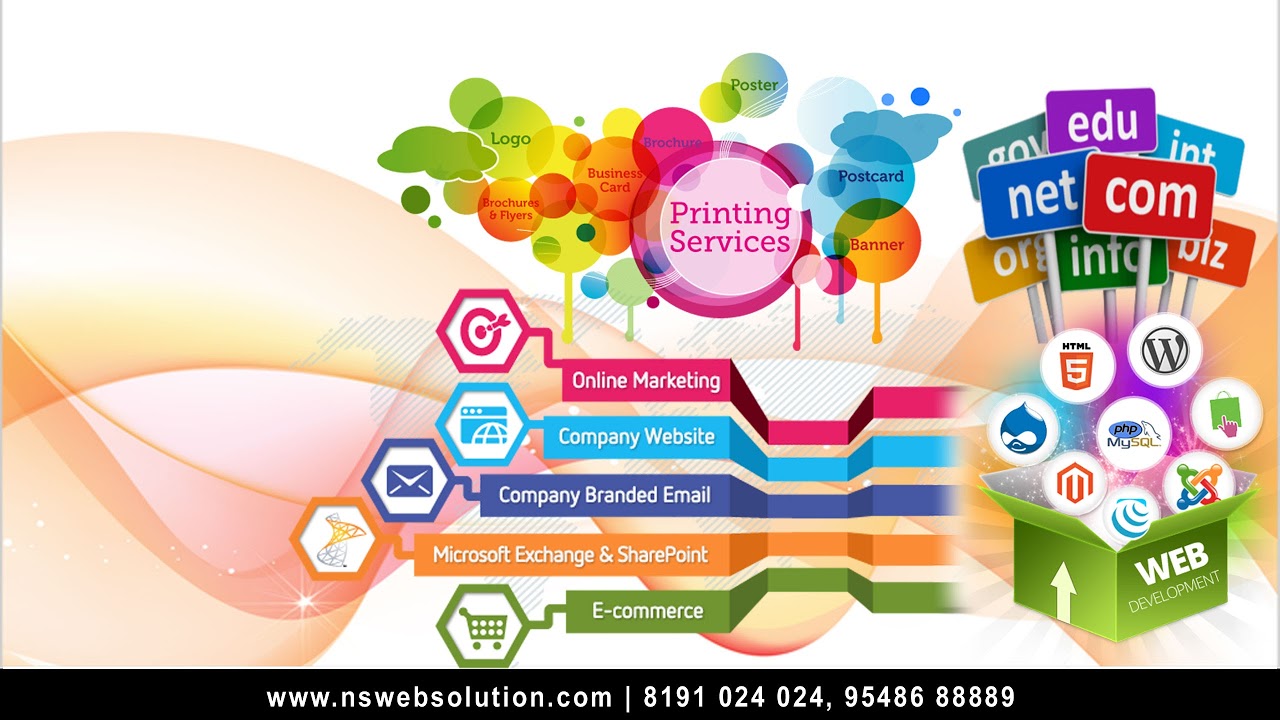 Poster
Logo
Brochure
Business
Card
Postcard
Brochures
& Flyers
Printing
Services
Banner
edu
gov
int
net
com
org
info
biz
HTML
5
php
MySQL
Online Marketing
Company Website
Company Branded Email
Microsoft Exchange & SharePoint
E-commerce
WEB
DEVELOPMENT
www.nswebsolution.com | 8191 024 024, 95486 88889